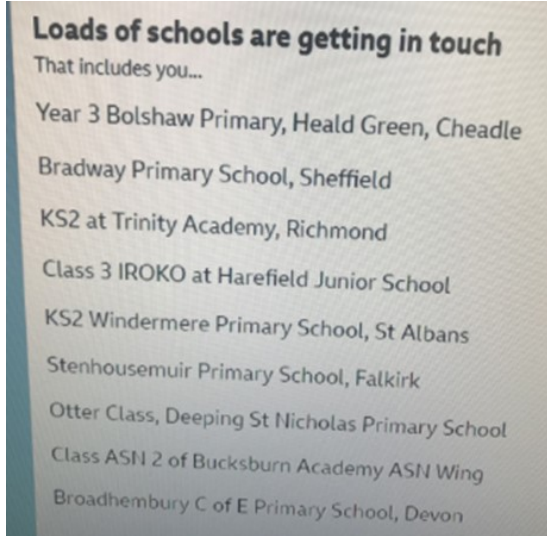 Loads of schools are getting in touch
That includes you...
Year 3 Bolshaw Primary, Heald Green, Cheadle
Bradway Primary School, Sheffield
KS2 at Trinity Academy, Richmond
Class 3 IROKO at Harefield Junior School
KS2 Windermere Primary School, St Albans
Stenhousemuir Primary School, Falkirk
Otter Class, Deeping St Nicholas Primary School
Class ASN 2 of Bucksburn Academy ASN Wing
Broadhembury C of E Primary School, Devon